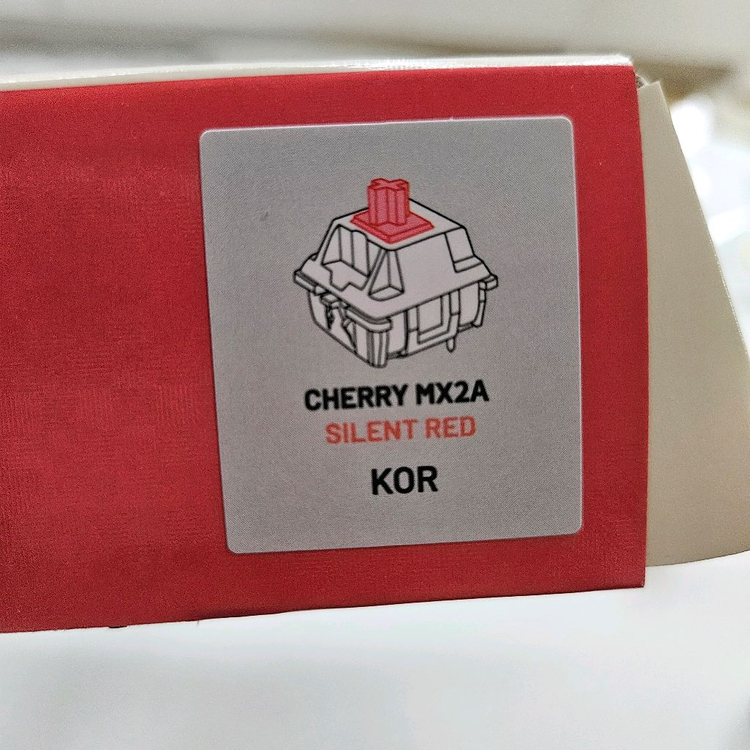 CHERRY MX2A
SILENT RED
KOR